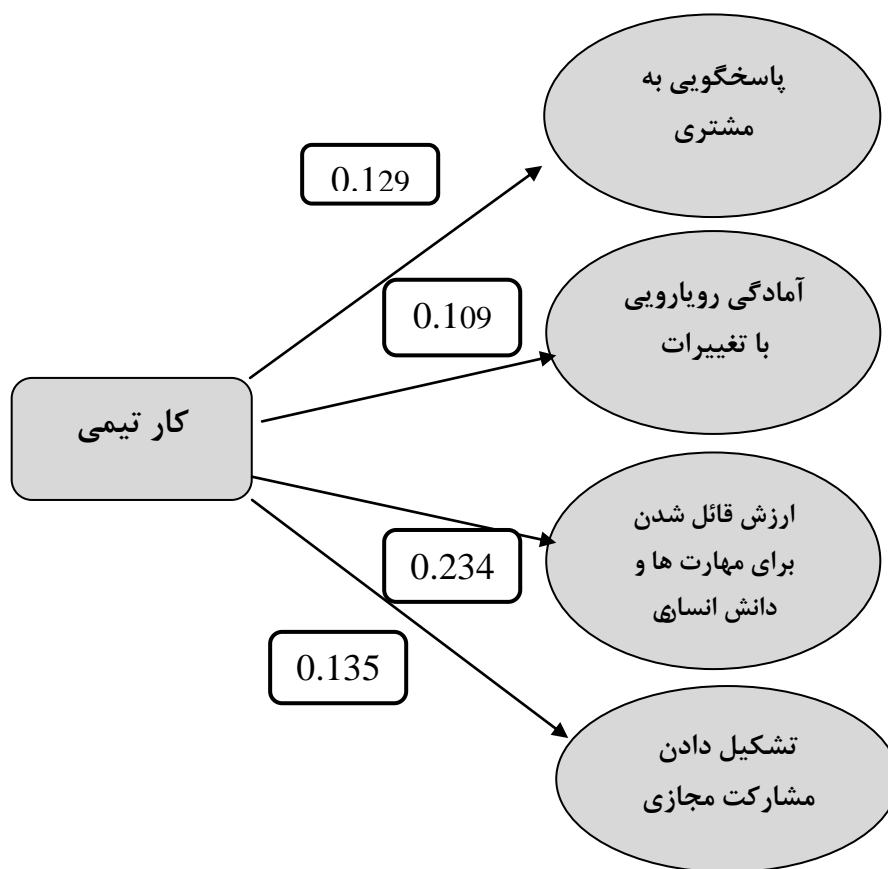 پاسخگویی به
مشتری
0.129
آمادگی رویارویی
با تغییرات
0.109
کار تیمی
ارزش قائل شدن
برای مهارت ها و
دانش انساری
0.234
0.135
تشکیل دادن
مشارکت مجازی